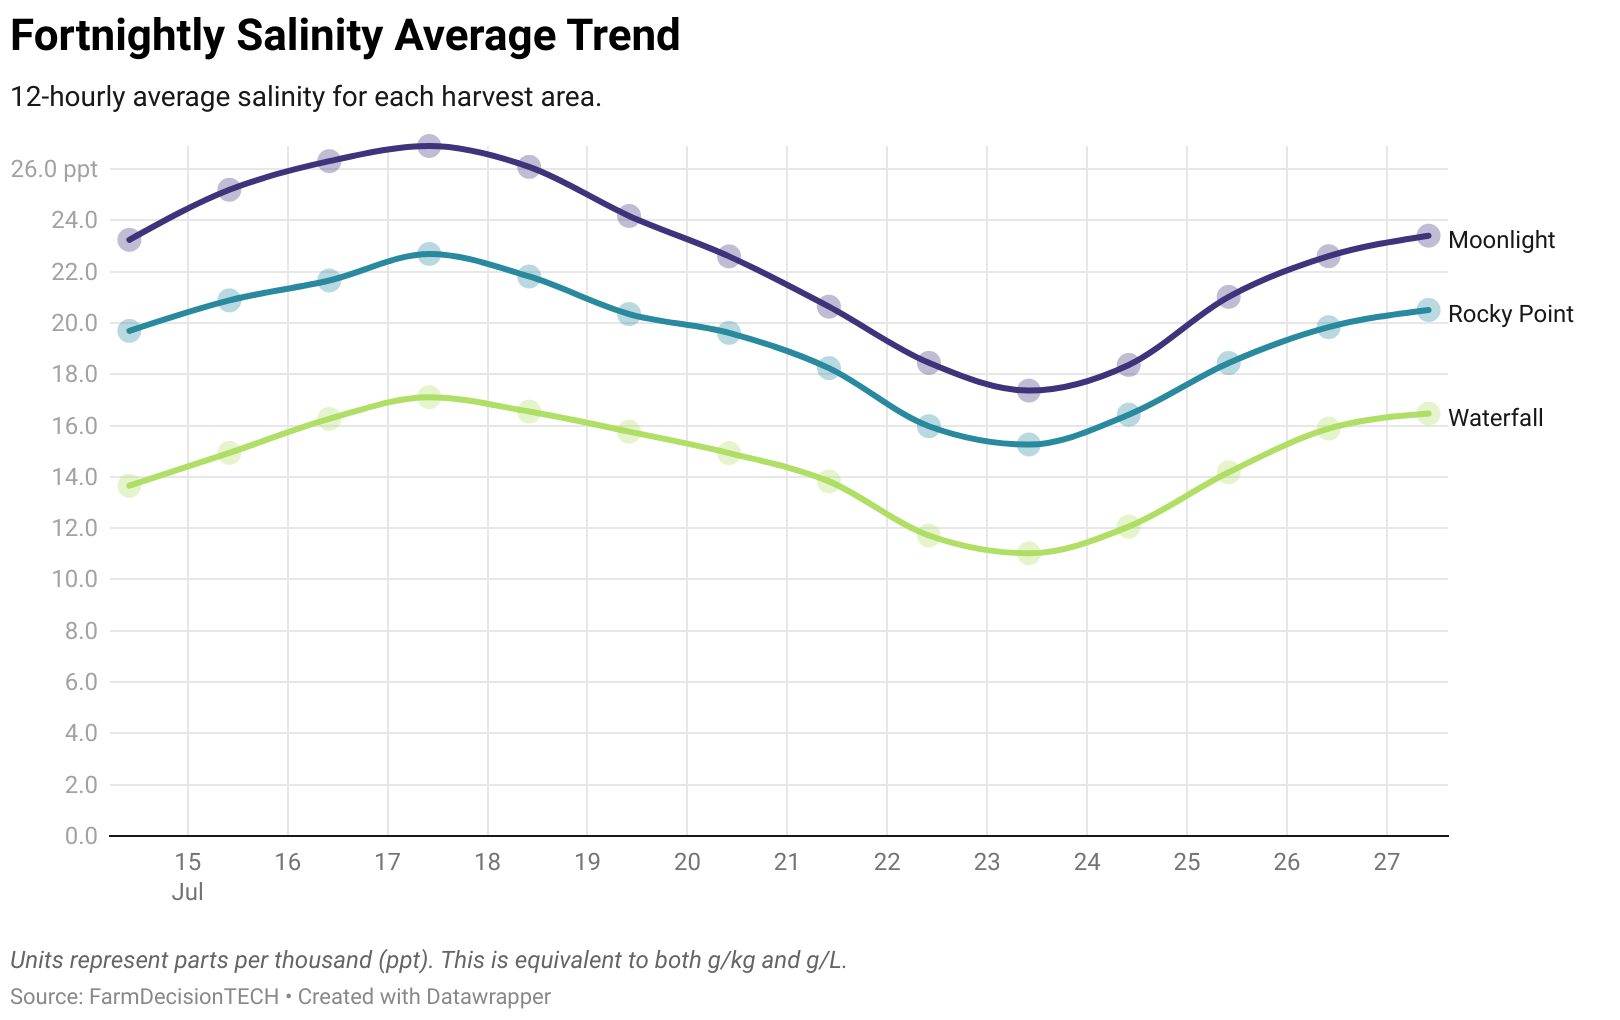 Fortnightly Salinity Average Trend
12-hourly average salinity for each harvest area.
26.0 ppt
24.0
22.0
20.0
18.0
16.0
14.0
12.0
10.0
8.0
6.0
4.0
2.0
0.0
Moonlight
Rocky Point
Waterfall
15 16 17 18 19 20 21 22 23 24 25 26 27
Jul
Units represent parts per thousand (ppt). This is equivalent to both g/kg and g/L.
Source: FarmDecisionTECH • Created with Datawrapper